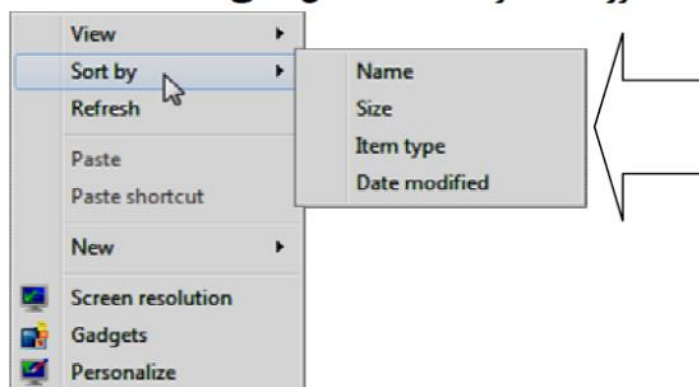 View
Sort by
Refresh
Paste
Paste shortcut
New
Screen resolution
Gadgets
Personalize
Name
Size
Item type
Date modified